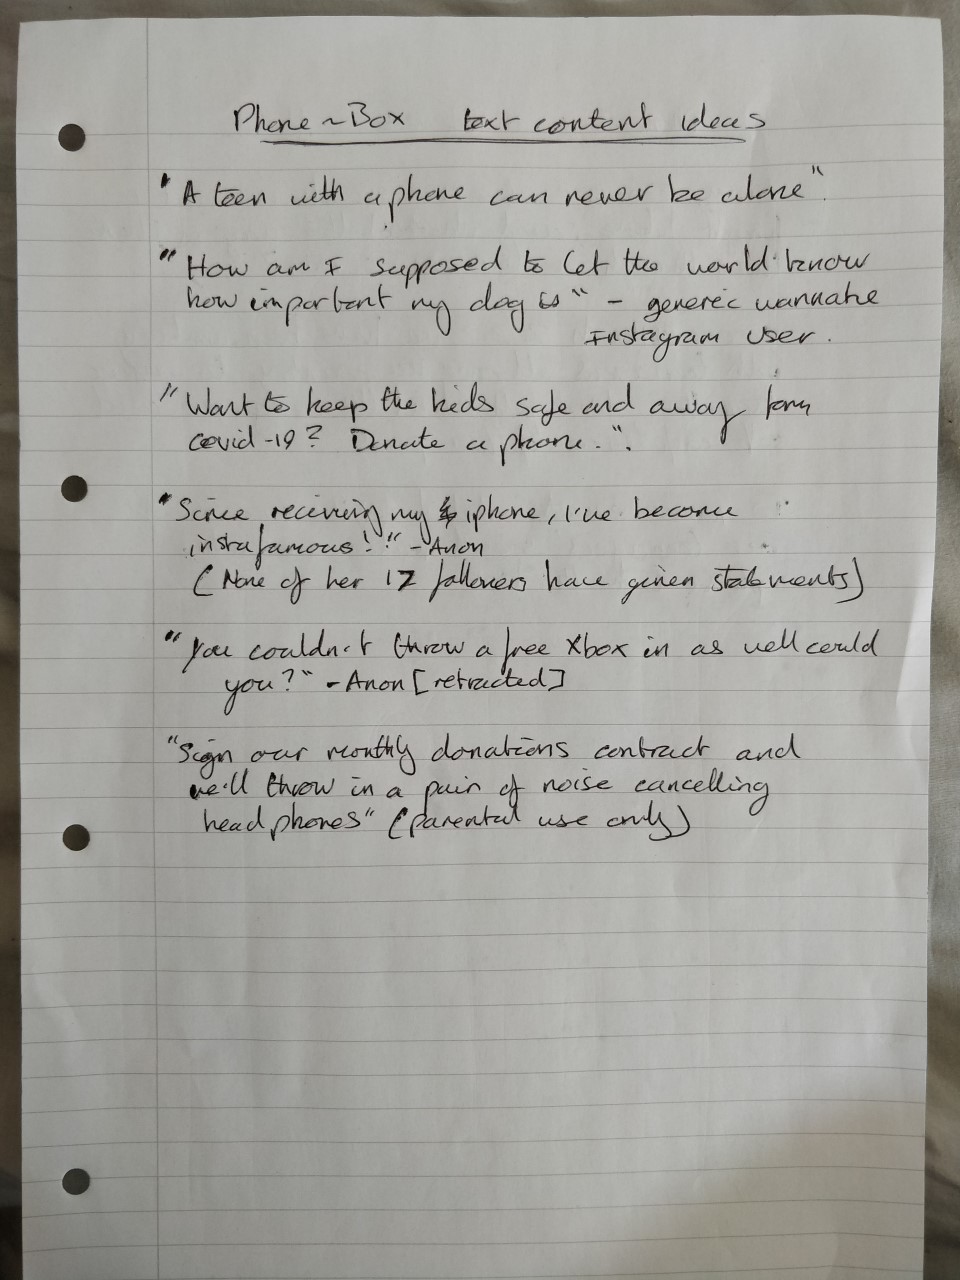 Phone~Box text content ideas
"A teen with a phone can never be alone".
"How am I supposed to let the world know
how important my dog is" - generic wannabe
Instagram user.
"Want to keep the kids safe and away from
covid-19? Donate a phone.".
"Since receiving my iphone, I've become
instafamous!" - Anon
(None of her 17 followers have given statements)
"You couldn't throw a free Xbox in as well could
you?" - Anon [retracted]
"Sign our monthly donations contract and
we'll throw in a pair of noise cancelling
headphones" (parental use only)